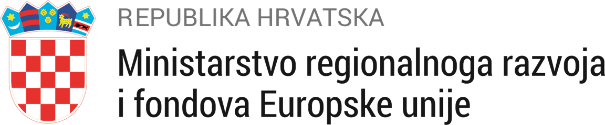 REPUBLIKA HRVATSKA
Ministarstvo regionalnoga razvoja
i fondova Europske unije